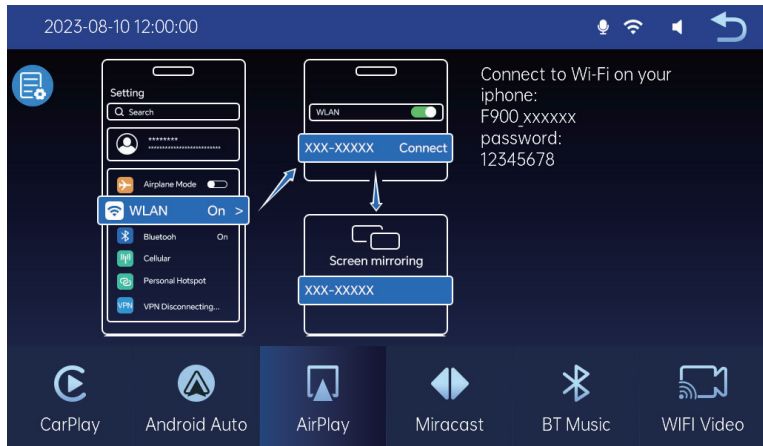 2023-08-10 12:00:00
Setting
Search
********
**************************
Airplane Mode
WLAN On >
Bluetooh On
Cellular
Personal Hotspot
VPN VPN Disconnecting...
WLAN
XXX-XXXXX Connect
Screen mirroring
XXX-XXXXX
Connect to Wi-Fi on your
iphone:
F900_xxxxxx
password:
12345678
CarPlay
Android Auto
AirPlay
Miracast
BT Music
WIFI Video